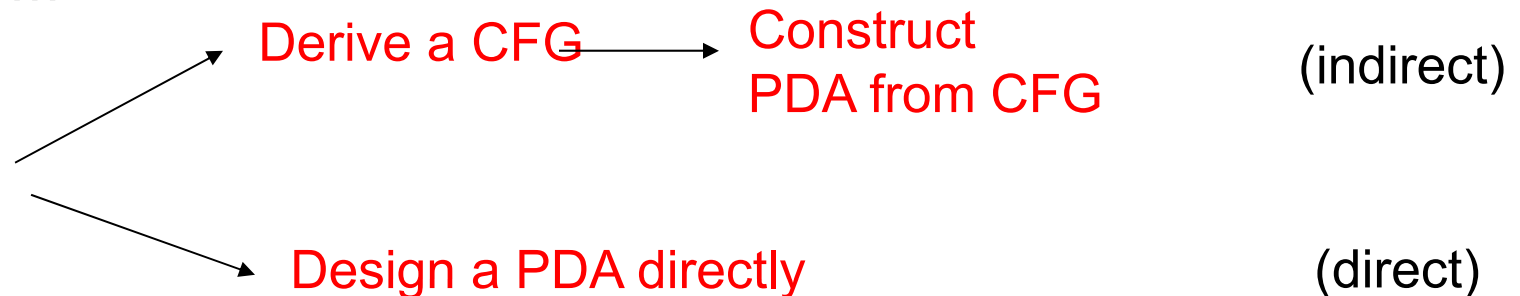 Derive a CFG
Construct
PDA from CFG
(indirect)
Design a PDA directly
(direct)